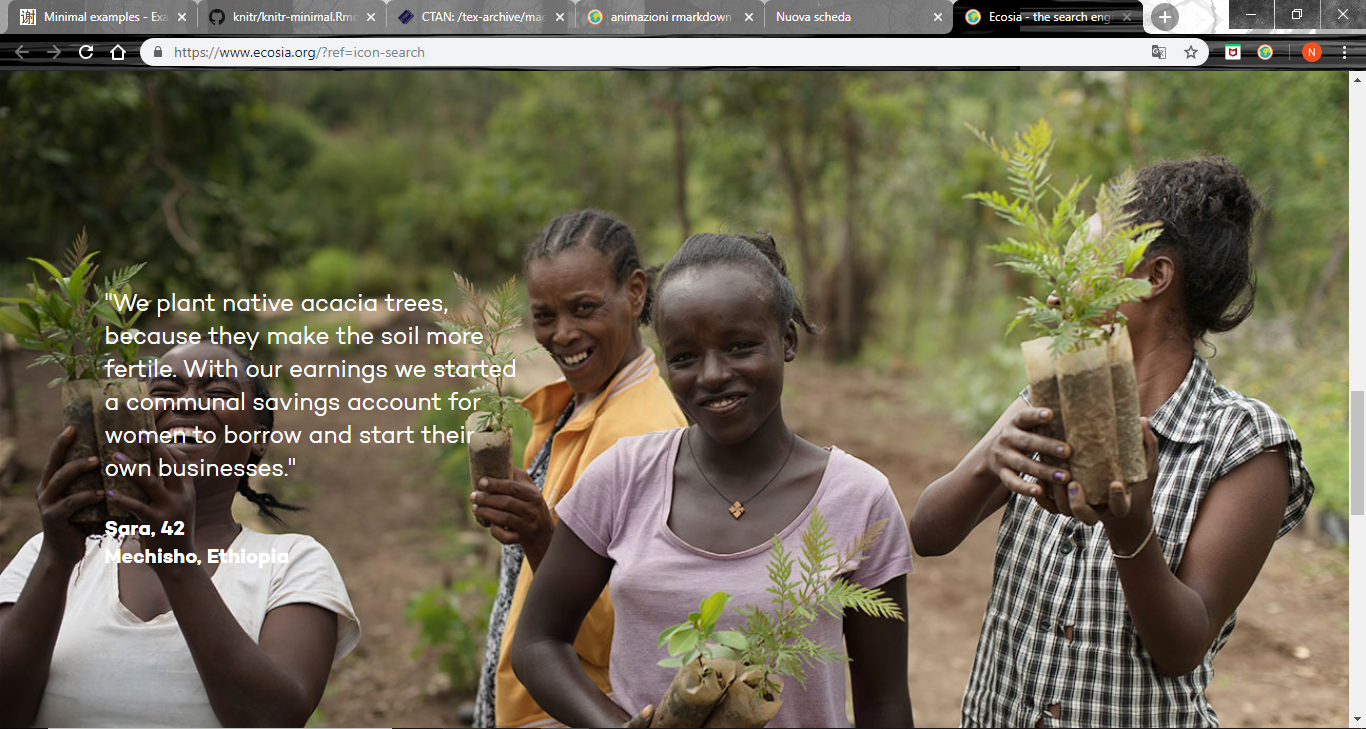 Minimal examples - Exa
knitr/knitr-minimal.Rmd
CTAN: /tex-archive/mac
animazioni rmarkdown
Nuova scheda
Ecosia - the search eng
https://www.ecosia.org/?ref=icon-search
N
"We plant native acacia trees,
because they make the soil more
fertile. With our earnings we started
a communal savings account for
women to borrow and start their
own businesses."
Sara, 42
Mechisho, Ethiopia